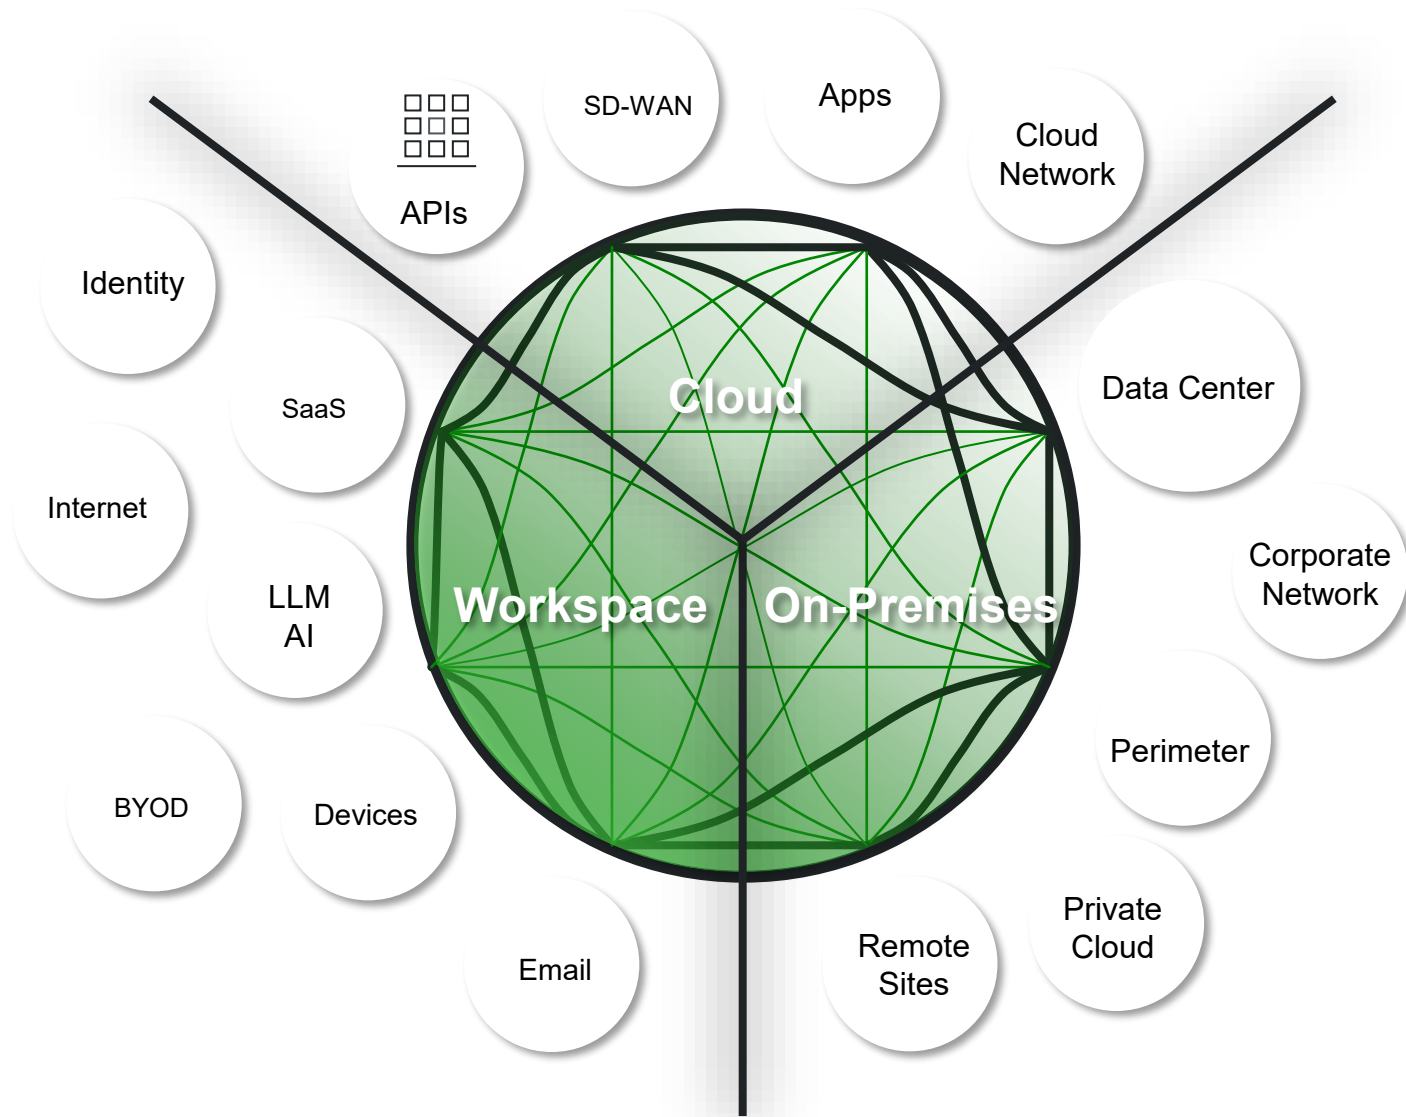 SD-WAN
Apps
APIs
Cloud
Network
Identity
SaaS
Data Center
Cloud
Internet
Corporate
Network
LLM
AI
Workspace
On-Premises
Perimeter
BYOD
Devices
Private
Cloud
Email
Remote
Sites